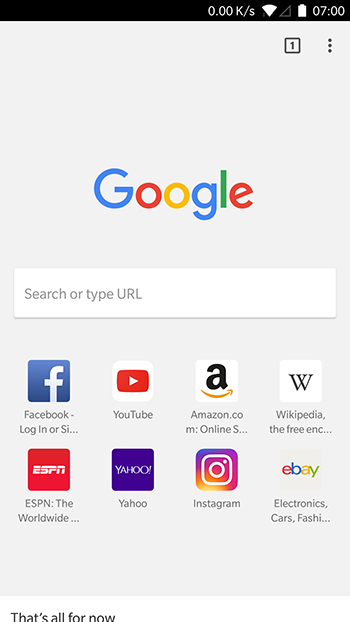 0.00 K/s 07:00
1
Google
Search or type URL
Facebook -
Log In or Si...
YouTube
a
Amazon.co
m: Online S...
W
Wikipedia,
the free enc...
ESPN
ESPN: The
Worldwide ...
YAHOO!
Yahoo
Instagram
ebay
Electronics,
Cars, Fashi...
That's all for now